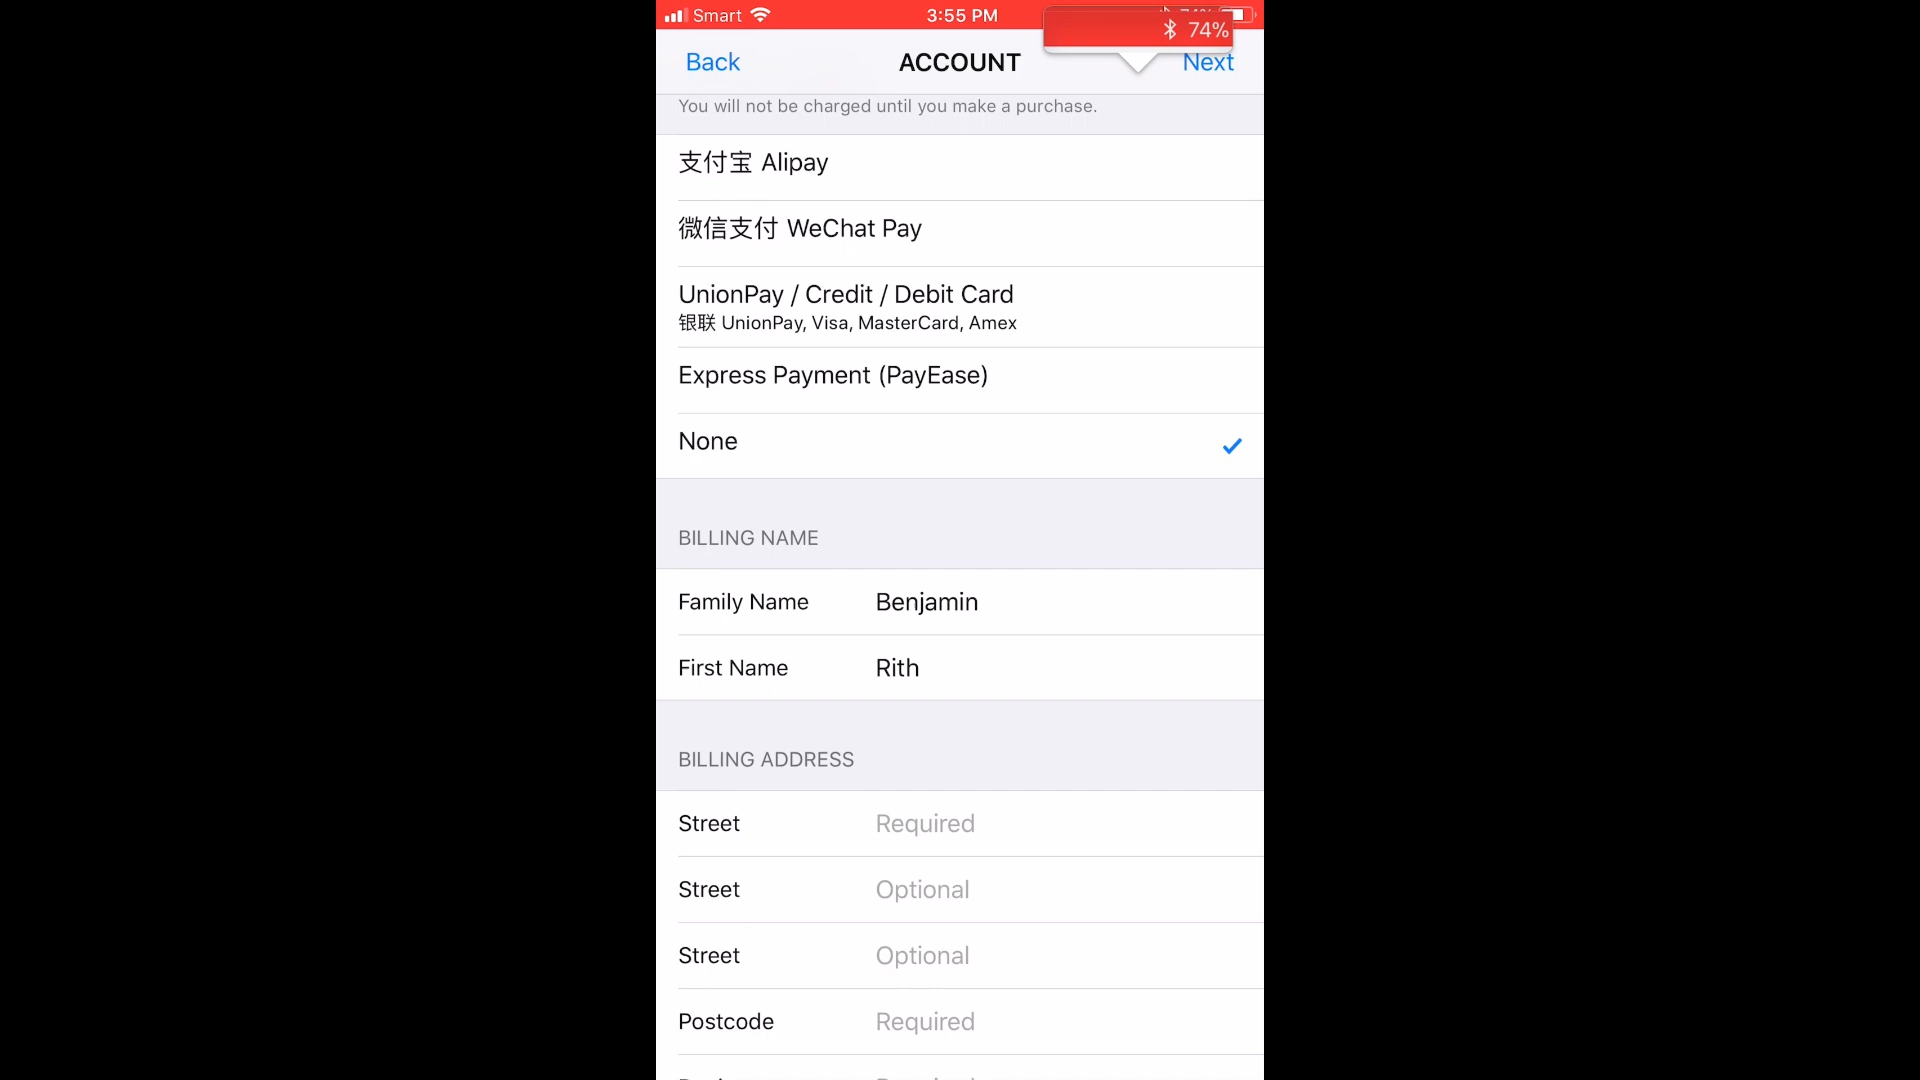 Smart 3:55 PM
74%
Back ACCOUNT Next
You will not be charged until you make a purchase.
支付宝 Alipay
微信支付 WeChat Pay
UnionPay / Credit / Debit Card
银联 UnionPay, Visa, MasterCard, Amex
Express Payment (PayEase)
None
BILLING NAME
Family Name Benjamin
First Name Rith
BILLING ADDRESS
Street Required
Street Optional
Street Optional
Postcode Required